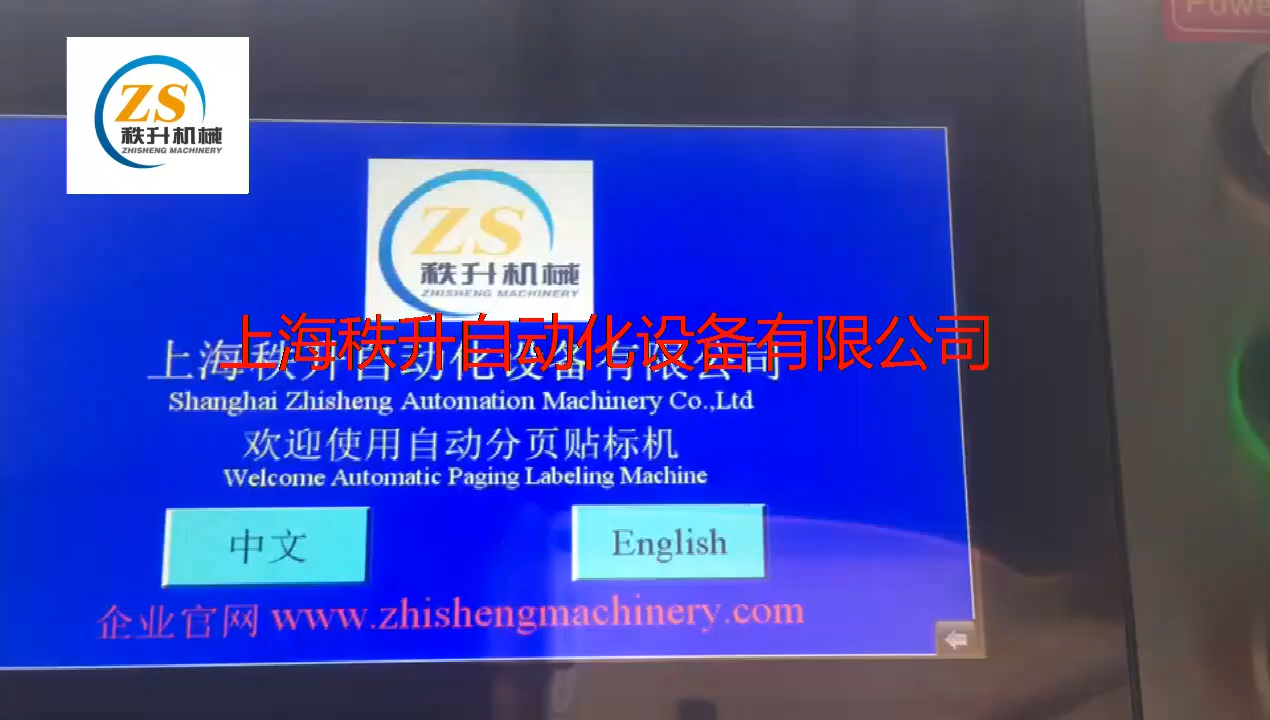 Power
ZS
秩升机械
ZHISHENG MACHINERY
ZS
秩升机械
ZHISHENG MACHINERY
上海秩升自动化设备有限公司
上海秩升自动化设备有限公司
Shanghai Zhisheng Automation Machinery Co.,Ltd
欢迎使用自动分页贴标机
Welcome Automatic Paging Labeling Machine
中文
English
企业官网 www.zhishengmachinery.com